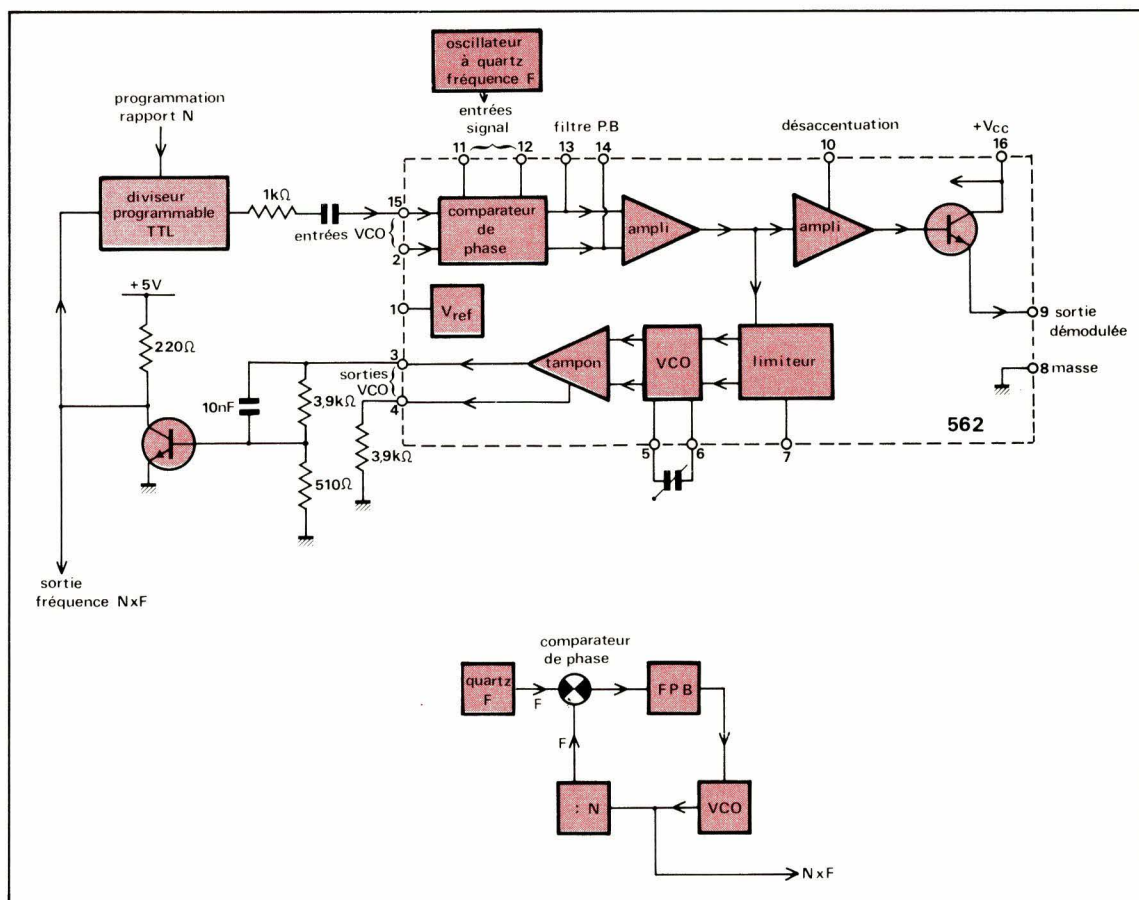 oscillateur
à quartz
fréquence F
programmation
rapport N
entrées
signal
filtre P.B
désaccentuation
+Vcc
11
12
13
14
10
16
diviseur
programmable
TTL
1kΩ
15
entrées VCO
2
comparateur
de
phase
ampli
ampli
+5V
1
Vref
9 sortie
démodulée
220Ω
3
sorties
VCO
4
tampon
VCO
limiteur
8 masse
10nF
3,9kΩ
3,9kΩ
562
5
6
7
510Ω
sortie
fréquence NxF
comparateur
de phase
quartz
F
F
FPB
F
: N
VCO
NxF